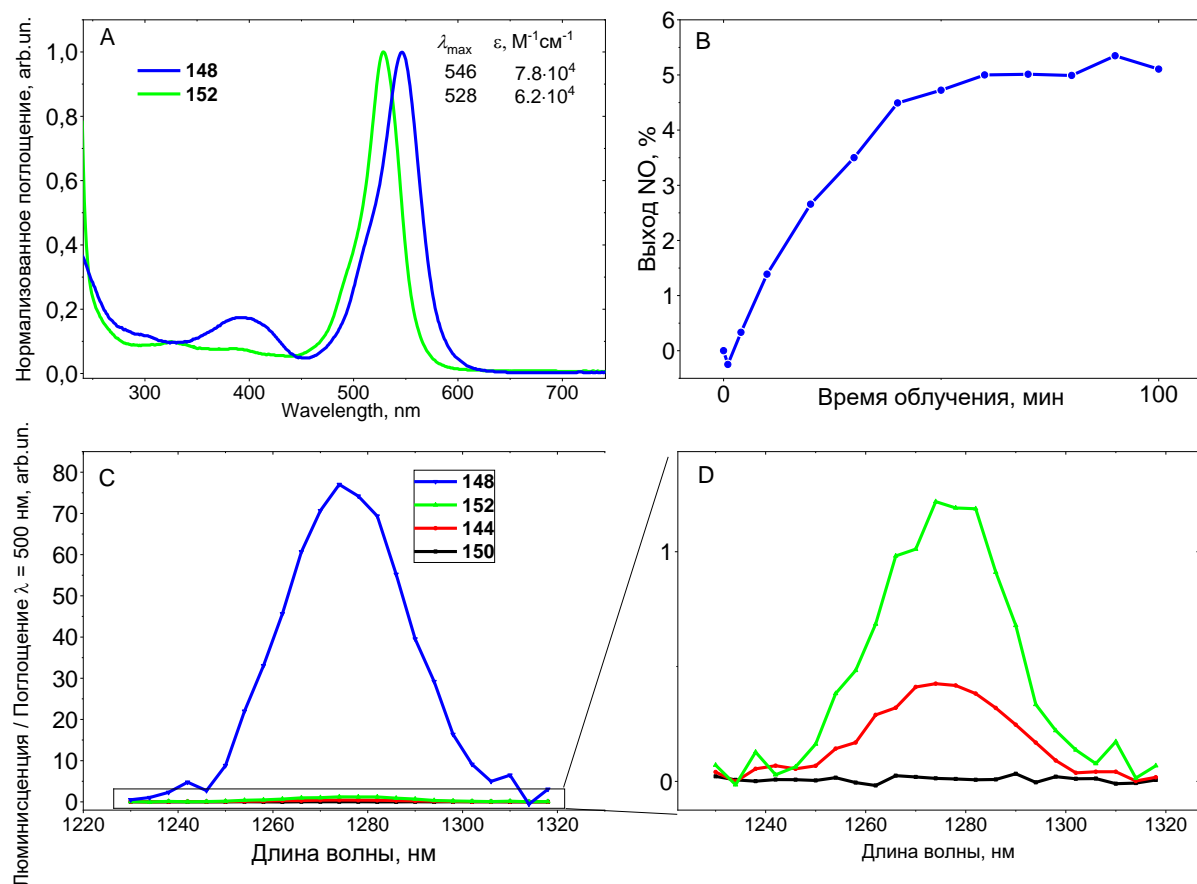 A
Нормализованное поглощение, arb.un.
λmax ε, M⁻¹см⁻¹
148 546 7.8·10⁴
152 528 6.2·10⁴
1,0
0,8
0,6
0,4
0,2
0,0
300 400 500 600 700
Wavelength, nm
B
Выход NO, %
6
5
4
3
2
1
0
0 100
Время облучения, мин
C
Люминисценция / Поглощение λ = 500 нм, arb.un.
148
152
144
150
80
70
60
50
40
30
20
10
0
1220 1240 1260 1280 1300 1320
Длина волны, нм
D
1
0
1240 1260 1280 1300 1320
Длина волны, нм